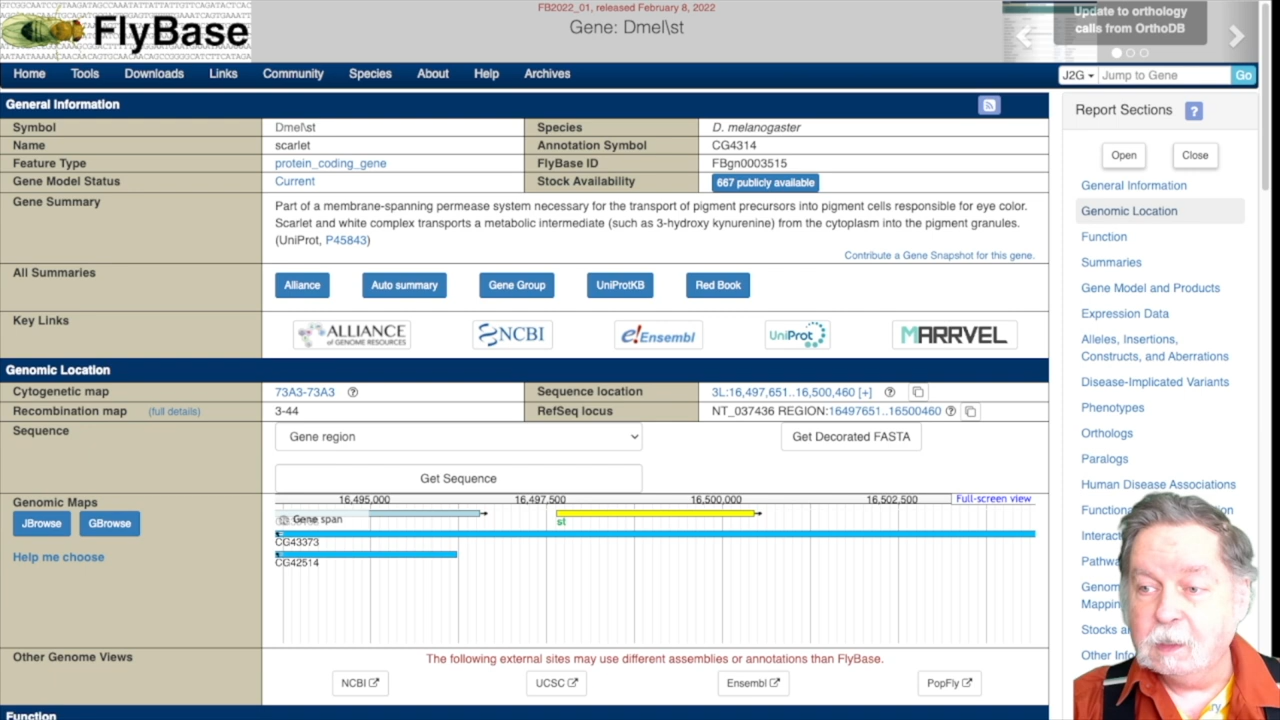 FB2022_01, released February 8, 2022
FlyBase
Gene: Dmel\st
Update to orthology
calls from OrthoDB
Home Tools Downloads Links Community Species About Help Archives
J2G Jump to Gene Go
General Information
Symbol Dmel\st Species D. melanogaster
Name scarlet Annotation Symbol CG4314
Feature Type protein_coding_gene FlyBase ID FBgn0003515
Gene Model Status Current Stock Availability 667 publicly available
Gene Summary Part of a membrane-spanning permease system necessary for the transport of pigment precursors into pigment cells responsible for eye color.
Scarlet and white complex transports a metabolic intermediate (such as 3-hydroxy kynurenine) from the cytoplasm into the pigment granules.
(UniProt, P45843)
Contribute a Gene Snapshot for this gene.
All Summaries Alliance Auto summary Gene Group UniProtKB Red Book
Key Links ALLIANCE of GENOME RESOURCES NCBI e!Ensembl UniProt MARRVEL
Genomic Location
Cytogenetic map 73A3-73A3 ? Sequence location 3L:16,497,651..16,500,460 [+] ?
Recombination map (full details) 3-44 RefSeq locus NT_037436 REGION:16497651..16500460 ?
Sequence Gene region Get Decorated FASTA
Get Sequence
Genomic Maps 16,495,000 16,497,500 16,500,000 16,502,500 Full-screen view
JBrowse GBrowse Gene span
st
CG43373
Help me choose CG42514
Other Genome Views The following external sites may use different assemblies or annotations than FlyBase.
NCBI UCSC Ensembl PopFly
Function
Report Sections ?
Open Close
General Information
Genomic Location
Function
Summaries
Gene Model and Products
Expression Data
Alleles, Insertions,
Constructs, and Aberrations
Disease-Implicated Variants
Phenotypes
Orthologs
Paralogs
Human Disease Associations
Functiona
Interact
Pathwa
Genom
Mappin
Stocks a
Other Info